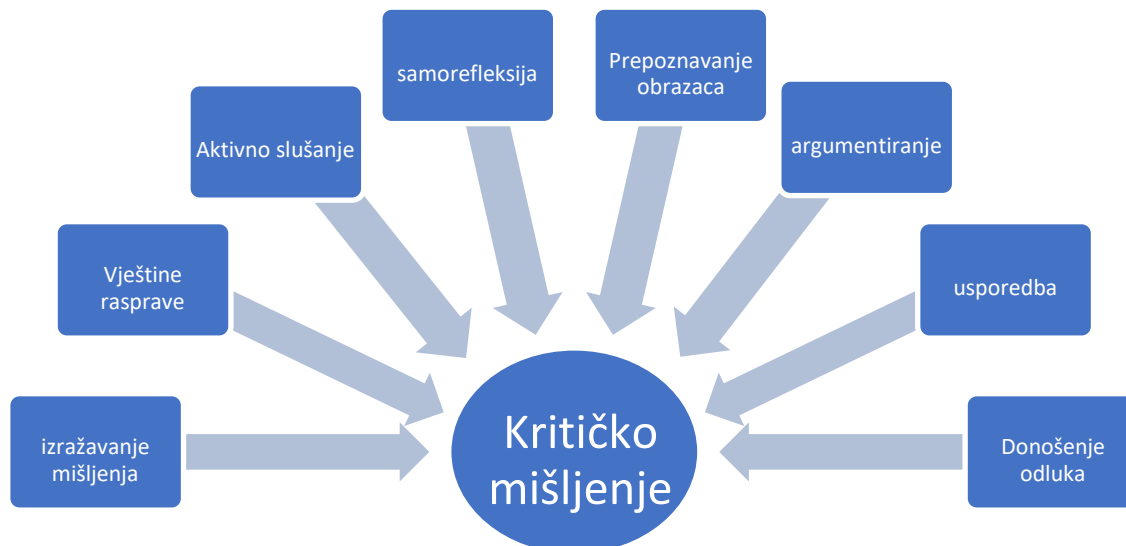 samorefleksija
Prepoznavanje
obrazaca
Aktivno slušanje
argumentiranje
Vještine
rasprave
usporedba
izražavanje
mišljenja
Kritičko
mišljenje
Donošenje
odluka